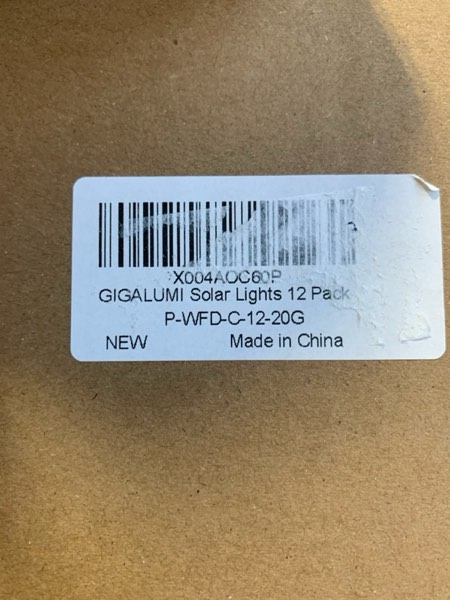 X004AOC60P
GIGALUMI Solar Lights 12 Pack
P-WFD-C-12-20G
NEW Made in China